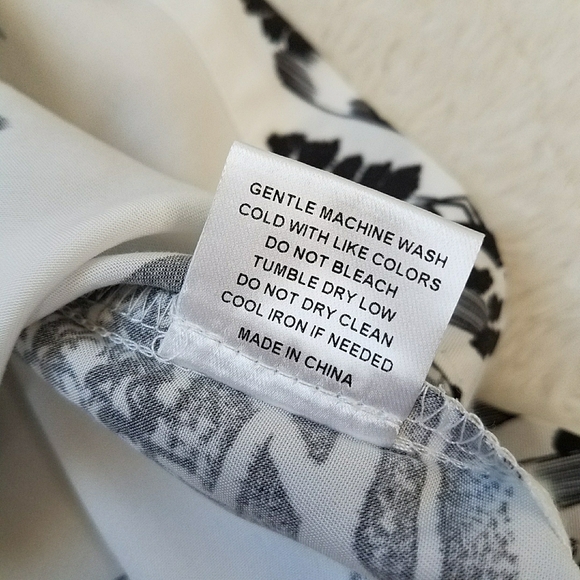 GENTLE MACHINE WASH
COLD WITH LIKE COLORS
DO NOT BLEACH
TUMBLE DRY LOW
DO NOT DRY CLEAN
COOL IRON IF NEEDED
MADE IN CHINA